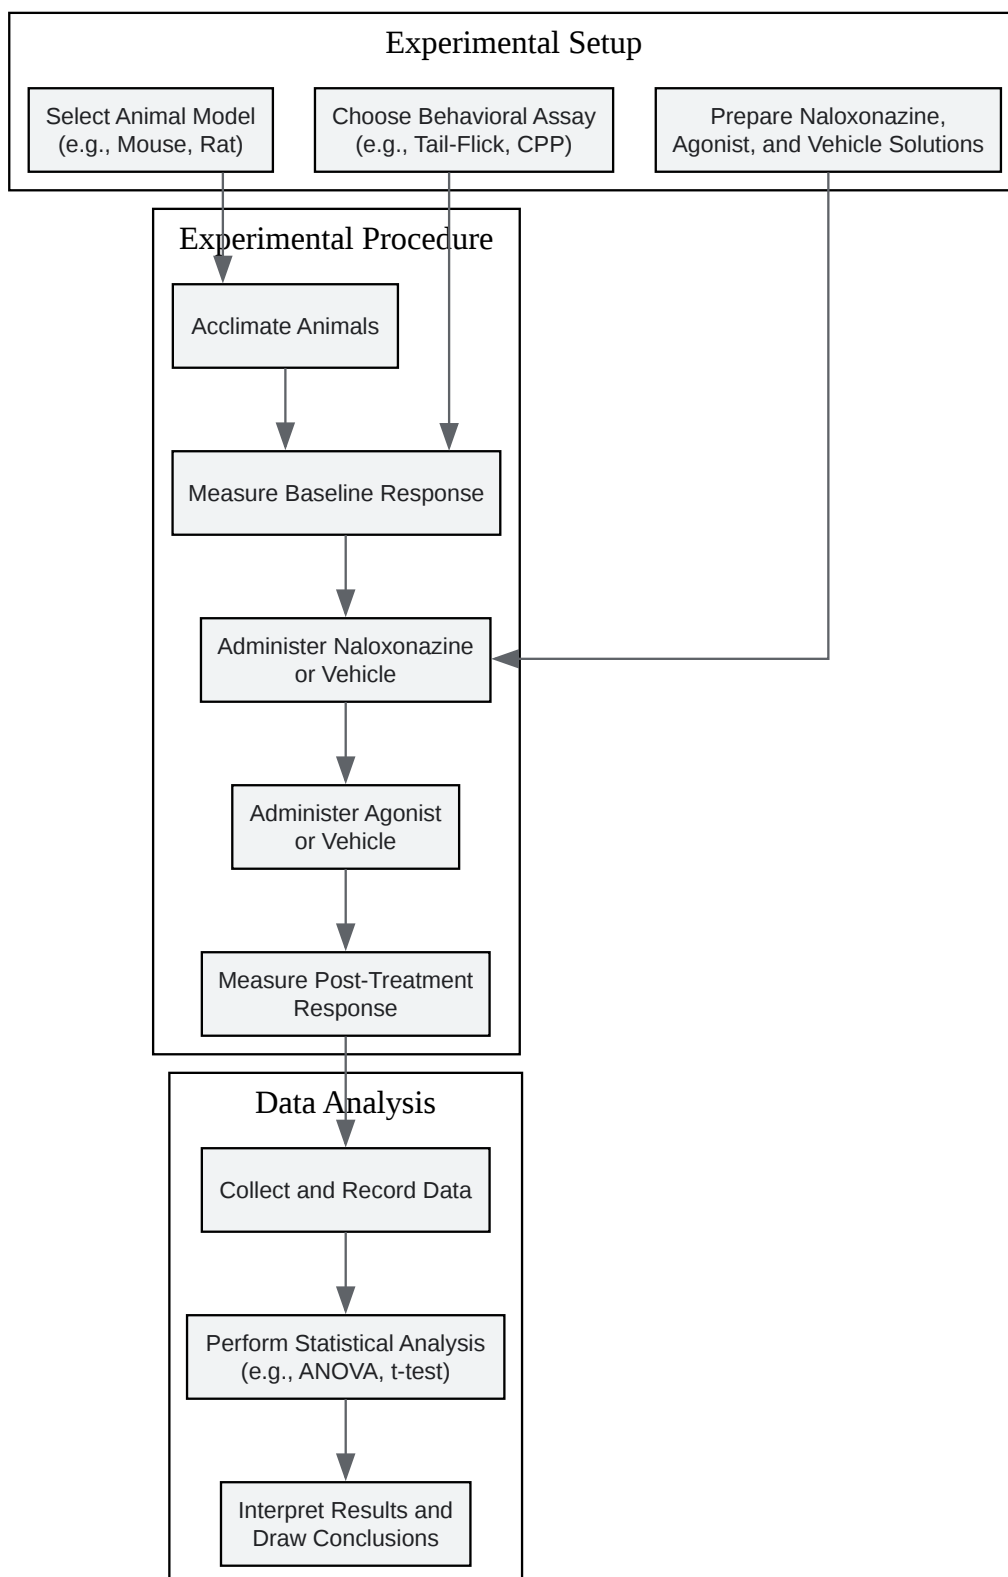 Experimental Setup
Select Animal Model
(e.g., Mouse, Rat)
Choose Behavioral Assay
(e.g., Tail-Flick, CPP)
Prepare Naloxonazine,
Agonist, and Vehicle Solutions
Experimental Procedure
Acclimate Animals
Measure Baseline Response
Administer Naloxonazine
or Vehicle
Administer Agonist
or Vehicle
Measure Post-Treatment
Response
Data Analysis
Collect and Record Data
Perform Statistical Analysis
(e.g., ANOVA, t-test)
Interpret Results and
Draw Conclusions